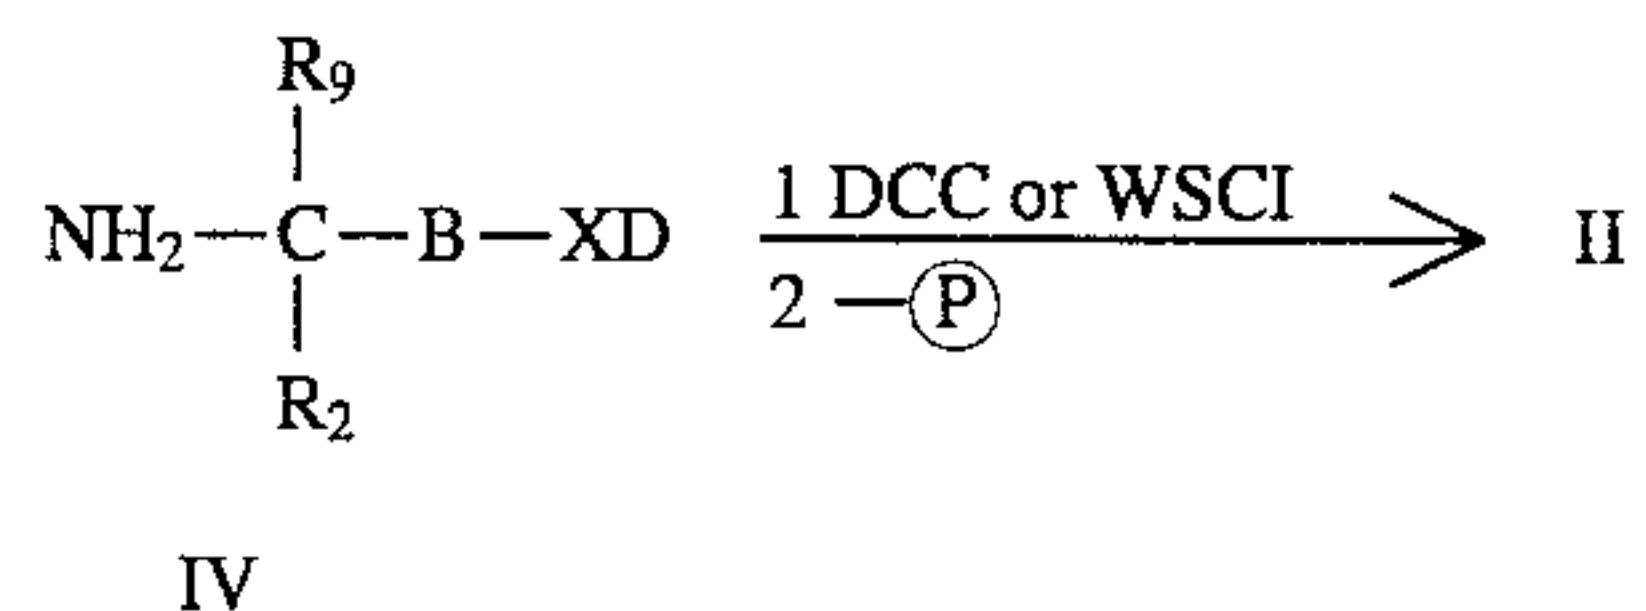 R₉
NH₂—C—B—XD
R₂
IV
1 DCC or WSCI
2 —P
II